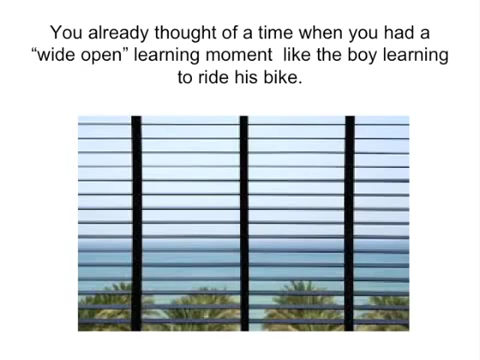 You already thought of a time when you had a
“wide open” learning moment  like the boy learning
to ride his bike.